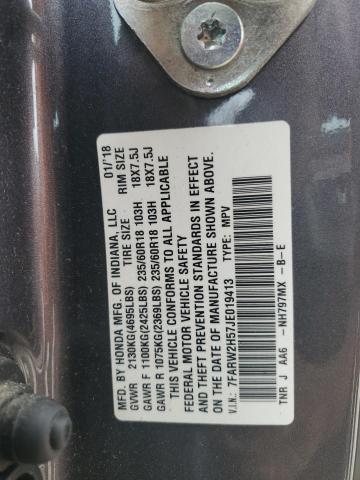 MFD. BY HONDA MFG. OF INDIANA, LLC 01/'18
TIRE SIZE RIM SIZE
GVWR 2130KG(4695LBS)
GAWR F 1100KG(2425LBS) 235/60R18 103H 18X7.5J
GAWR R 1075KG(2369LBS) 235/60R18 103H 18X7.5J
THIS VEHICLE CONFORMS TO ALL APPLICABLE
FEDERAL MOTOR VEHICLE SAFETY
AND THEFT PREVENTION STANDARDS IN EFFECT
ON THE DATE OF MANUFACTURE SHOWN ABOVE.
V.I.N.: 7FARW2H57JE019413 TYPE: MPV
TNR J AA6 -NH797MX -B-E